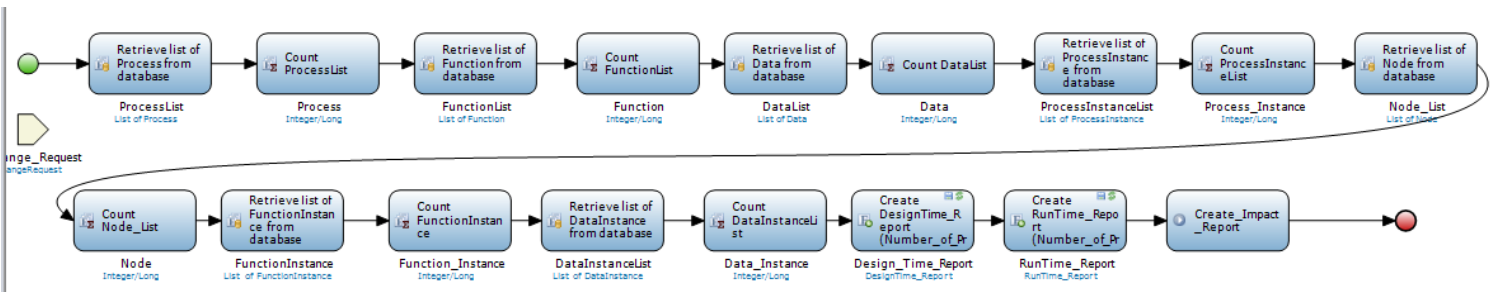 Retrieve list of
Process from
database
ProcessList
List of Process
Count
ProcessList
Process
Integer/Long
Retrieve list of
Function from
database
FunctionList
List of Function
Count
FunctionList
Function
Integer/Long
Retrieve list of
Data from
database
DataList
List of Data
Count DataList
Data
Integer/Long
Retrieve list of
ProcessInstanc
e from
database
ProcessInstanceList
List of ProcessInstance
Count
ProcessInstanc
eList
Process_Instance
Integer/Long
Retrieve list of
Node from
database
Node_List
List of Node
ange_Request
angeRequest
Count
Node_List
Node
Integer/Long
Retrieve list of
FunctionInstan
ce from
database
FunctionInstance
List of FunctionInstance
Count
FunctionInstan
ce
Function_Instance
Integer/Long
Retrieve list of
DataInstance
from database
DataInstanceList
List of DataInstance
Count
DataInstanceLi
st
Data_Instance
Integer/Long
Create
DesignTime_R
eport
(Number_of_Pr
Design_Time_Report
DesignTime_Report
Create
RunTime_Repo
rt
(Number_of_Pr
RunTime_Report
RunTime_Report
Create_Impact
_Report